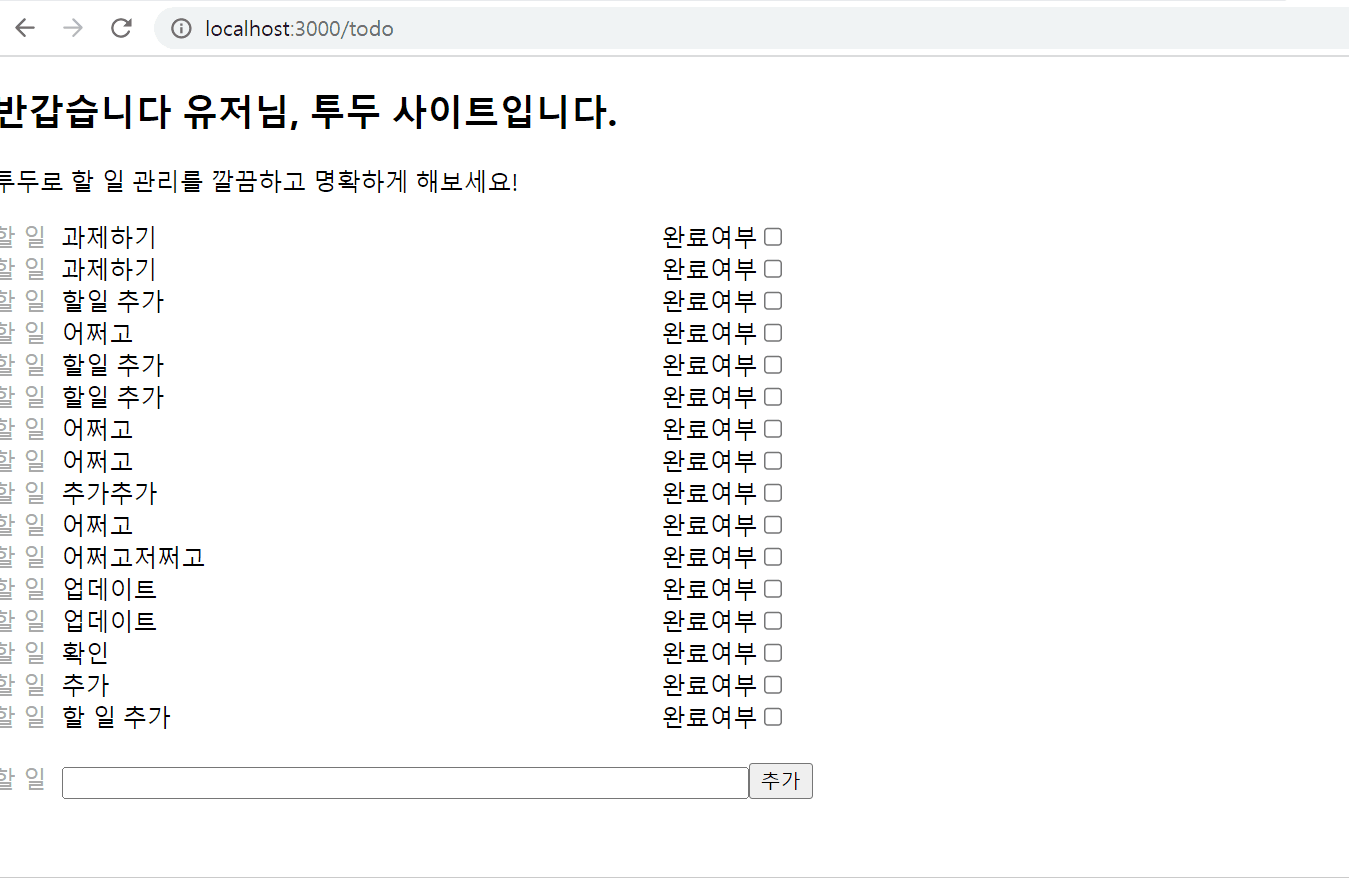 localhost:3000/todo
반갑습니다 유저님, 투두 사이트입니다.
투두로 할 일 관리를 깔끔하고 명확하게 해보세요!
할 일 과제하기 완료여부
할 일 과제하기 완료여부
할 일 할일 추가 완료여부
할 일 어쩌고 완료여부
할 일 할일 추가 완료여부
할 일 할일 추가 완료여부
할 일 어쩌고 완료여부
할 일 어쩌고 완료여부
할 일 추가추가 완료여부
할 일 어쩌고 완료여부
할 일 어쩌고저쩌고 완료여부
할 일 업데이트 완료여부
할 일 업데이트 완료여부
할 일 확인 완료여부
할 일 추가 완료여부
할 일 할 일 추가 완료여부
할 일 추가